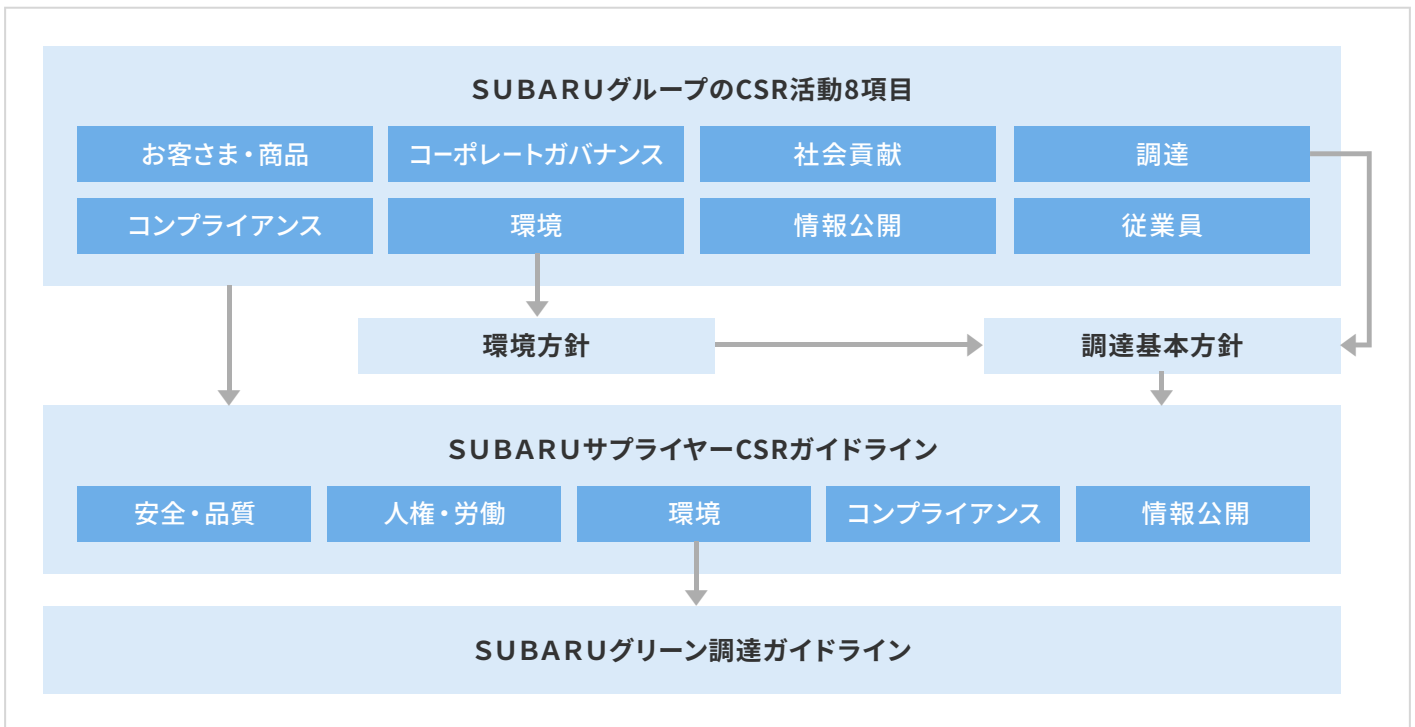 SUBARUグループのCSR活動8項目
お客さま・商品
コーポレートガバナンス
社会貢献
調達
コンプライアンス
環境
情報公開
従業員
環境方針
調達基本方針
SUBARUサプライヤーCSRガイドライン
安全・品質
人権・労働
環境
コンプライアンス
情報公開
SUBARUグリーン調達ガイドライン